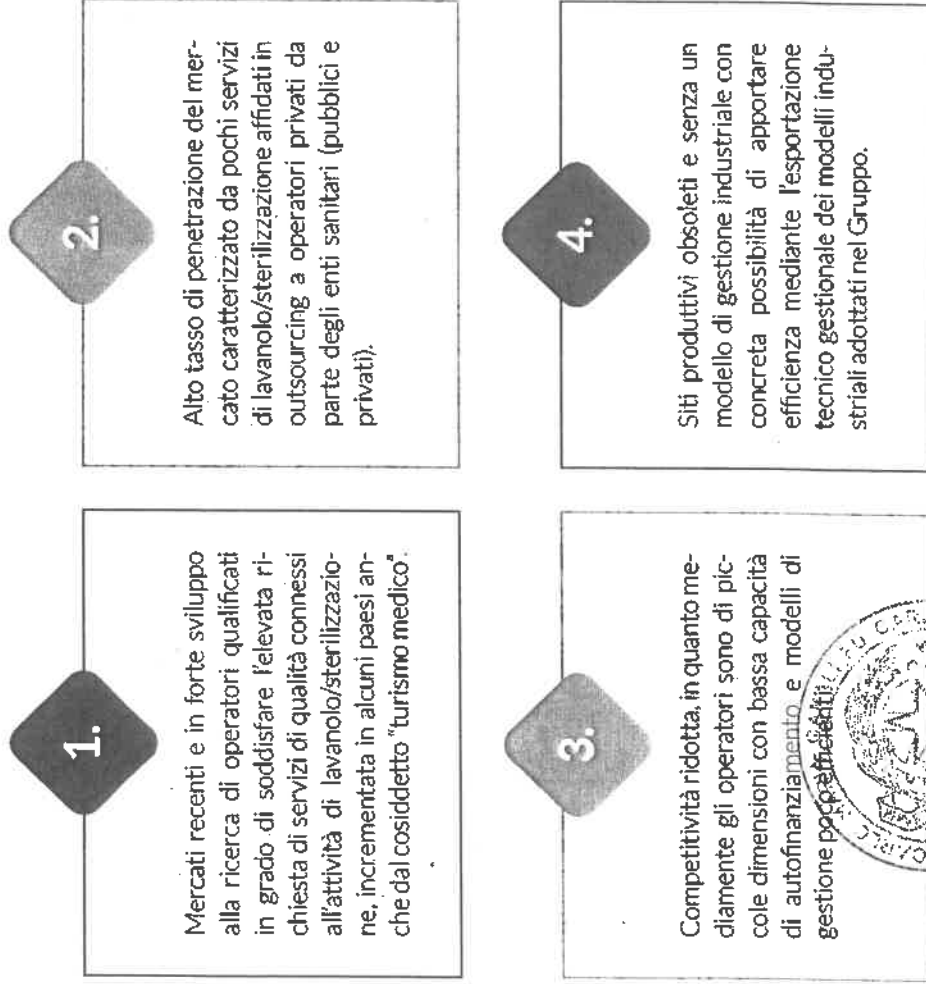 1.
Mercati recenti e in forte sviluppo
alla ricerca di operatori qualificati
in grado di soddisfare l'elevata ri-
chiesta di servizi di qualità connessi
all'attività di lavanolo/sterilizzazio-
ne, incrementata in alcuni paesi an-
che dal cosiddetto "turismo medico".
2.
Alto tasso di penetrazione del mer-
cato caratterizzato da pochi servizi
di lavanolo/sterilizzazione affidati in
outsourcing a operatori privati da
parte degli enti sanitari (pubblici e
privati).
3.
Competitività ridotta, in quanto me-
diamente gli operatori sono di pic-
cole dimensioni con bassa capacità
di autofinanziamento e modelli di
gestione poco efficienti.
4.
Siti produttivi obsoleti e senza un
modello di gestione industriale con
concreta possibilità di apportare
efficienza mediante l'esportazione
tecnico gestionale dei modelli indu-
striali adottati nel Gruppo.